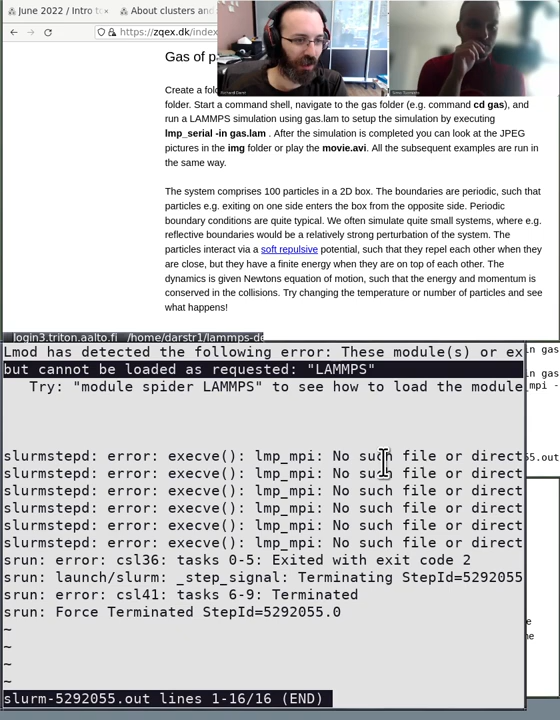 June 2022 / Intro t
About clusters and
https://zqex.dk/index
Gas of p
Create a fol
folder. Start a command shell, navigate to the gas folder (e.g. command cd gas), and
run a LAMMPS simulation using gas.lam to setup the simulation by executing
lmp_serial -in gas.lam . After the simulation is completed you can look at the JPEG
pictures in the img folder or play the movie.avi. All the subsequent examples are run in
the same way.
The system comprises 100 particles in a 2D box. The boundaries are periodic, such that
particles e.g. exiting on one side enters the box from the opposite side. Periodic
boundary conditions are quite typical. We often simulate quite small systems, where e.g.
reflective boundaries would be a relatively strong perturbation of the system. The
particles interact via a soft repulsive potential, such that they repel each other when they
are close, but they have a finite energy when they are on top of each other. The
dynamics is given Newtons equation of motion, such that the energy and momentum is
conserved in the collisions. Try changing the temperature or number of particles and see
what happens!
login3.triton.aalto.fi /home/darstr1/lammps-de
Lmod has detected the following error: These module(s) or ex
but cannot be loaded as requested: "LAMMPS"
Try: "module spider LAMMPS" to see how to load the module
slurmstepd: error: execve(): lmp_mpi: No such file or direct
slurmstepd: error: execve(): lmp_mpi: No such file or direct
slurmstepd: error: execve(): lmp_mpi: No such file or direct
slurmstepd: error: execve(): lmp_mpi: No such file or direct
slurmstepd: error: execve(): lmp_mpi: No such file or direct
slurmstepd: error: execve(): lmp_mpi: No such file or direct
srun: error: csl36: tasks 0-5: Exited with exit code 2
srun: launch/slurm: _step_signal: Terminating StepId=5292055
srun: error: csl41: tasks 6-9: Terminated
srun: Force Terminated StepId=5292055.0
~
~
~
~
slurm-5292055.out lines 1-16/16 (END)
in gas
in gas
mpi -
55.out
e
ne